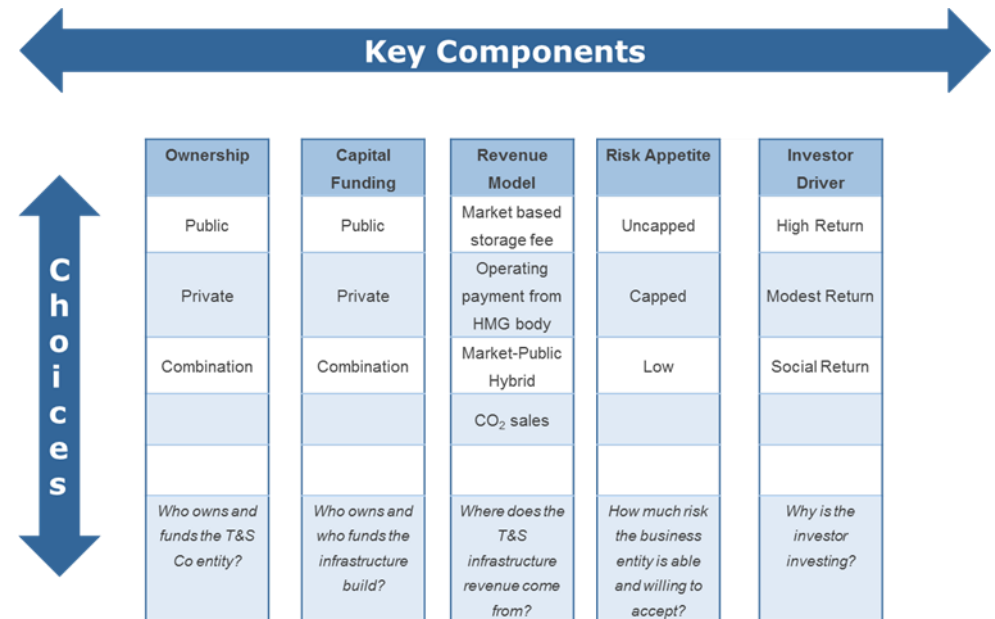 Key Components
Choices
Ownership
Public
Private
Combination
Who owns and
funds the T&S
Co entity?
Capital
Funding
Public
Private
Combination
Who owns and
who funds the
infrastructure
build?
Revenue
Model
Market based
storage fee
Operating
payment from
HMG body
Market-Public
Hybrid
CO₂ sales
Where does the
T&S
infrastructure
revenue come
from?
Risk Appetite
Uncapped
Capped
Low
How much risk
the business
entity is able
and willing to
accept?
Investor
Driver
High Return
Modest Return
Social Return
Why is the
investor
investing?